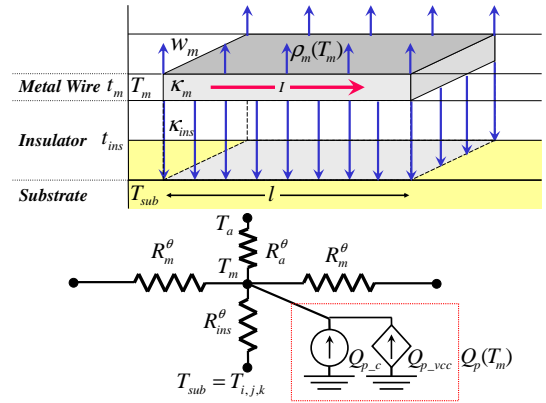 w_m
ρ_m(T_m)
Metal Wire t_m T_m κ_m I
Insulator t_ins κ_ins
Substrate T_sub l
T_a
R_m^θ T_m R_a^θ R_m^θ
R_ins^θ
Q_p_c Q_p_vcc Q_p(T_m)
T_sub = T_i,j,k